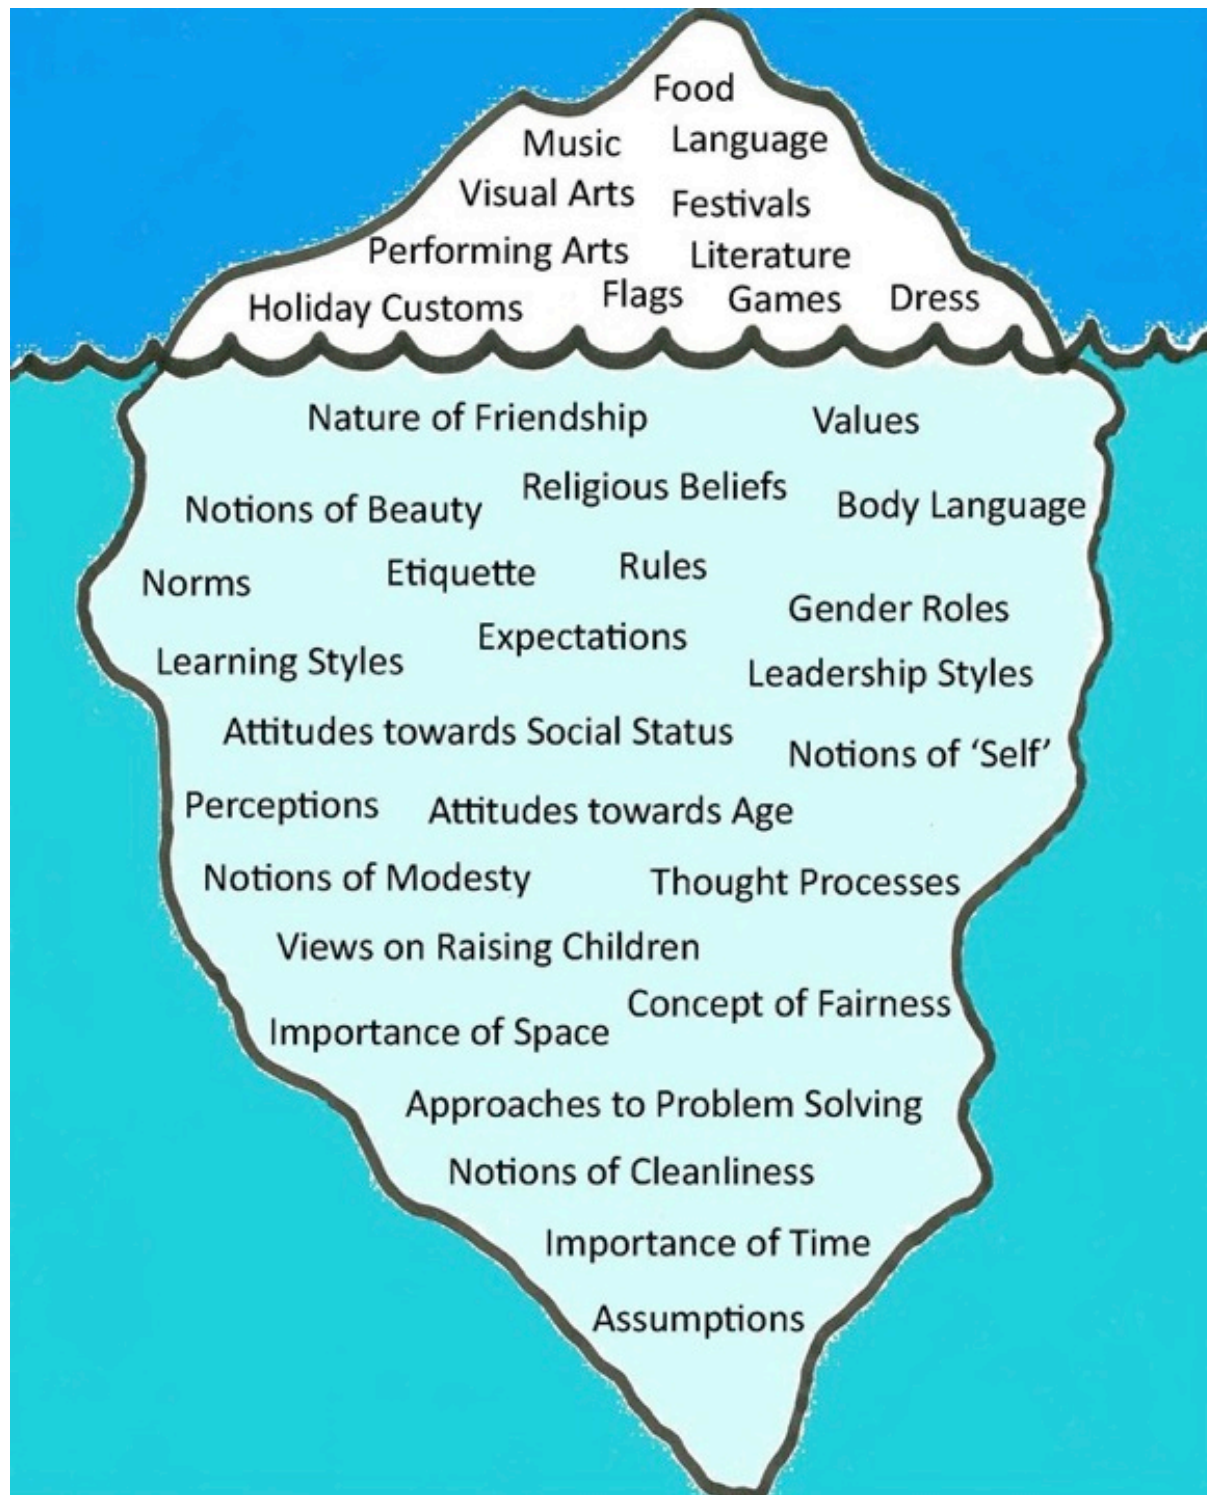 Food
Music Language
Visual Arts Festivals
Performing Arts Literature
Holiday Customs Flags Games Dress
Nature of Friendship Values
Notions of Beauty Religious Beliefs Body Language
Norms Etiquette Rules
Gender Roles
Expectations
Learning Styles Leadership Styles
Attitudes towards Social Status
Notions of ‘Self’
Perceptions Attitudes towards Age
Notions of Modesty Thought Processes
Views on Raising Children
Concept of Fairness
Importance of Space
Approaches to Problem Solving
Notions of Cleanliness
Importance of Time
Assumptions